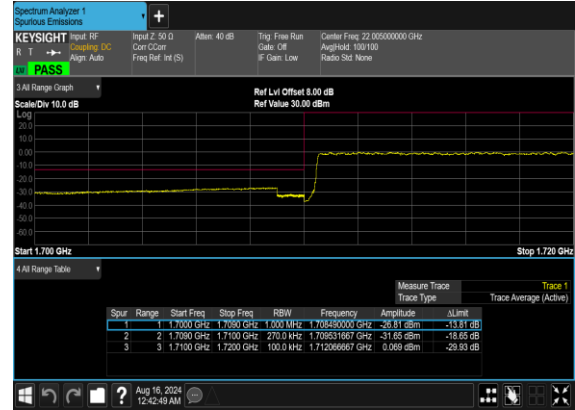 Spectrum Analyzer 1
Spurious Emissions
KEYSIGHT
R T
PASS
Input: RF
Coupling: DC
Align: Auto
Input Z: 50 Ω
Corr CCorr
Freq Ref: Int (S)
Atten: 40 dB
Trig: Free Run
Gate: Off
IF Gain: Low
Center Freq: 22.005000000 GHz
Avg|Hold: 100/100
Radio Std: None
3 All Range Graph
Scale/Div 10.0 dB
Ref Lvl Offset 8.00 dB
Ref Value 30.00 dBm
Log
20.0
10.0
0.00
-10.0
-20.0
-30.0
-40.0
-50.0
-60.0
Start 1.700 GHz
Stop 1.720 GHz
4 All Range Table
Measure Trace Trace 1
Trace Type Trace Average (Active)
Spur Range Start Freq Stop Freq RBW Frequency Amplitude ΔLimit
1 1 1.7000 GHz 1.7090 GHz 1.000 MHz 1.708490000 GHz -26.81 dBm -13.81 dB
2 2 1.7090 GHz 1.7100 GHz 270.0 kHz 1.709531667 GHz -31.65 dBm -18.65 dB
3 3 1.7100 GHz 1.7200 GHz 100.0 kHz 1.712066667 GHz 0.069 dBm -29.93 dB
Aug 16, 2024
12:42:49 AM